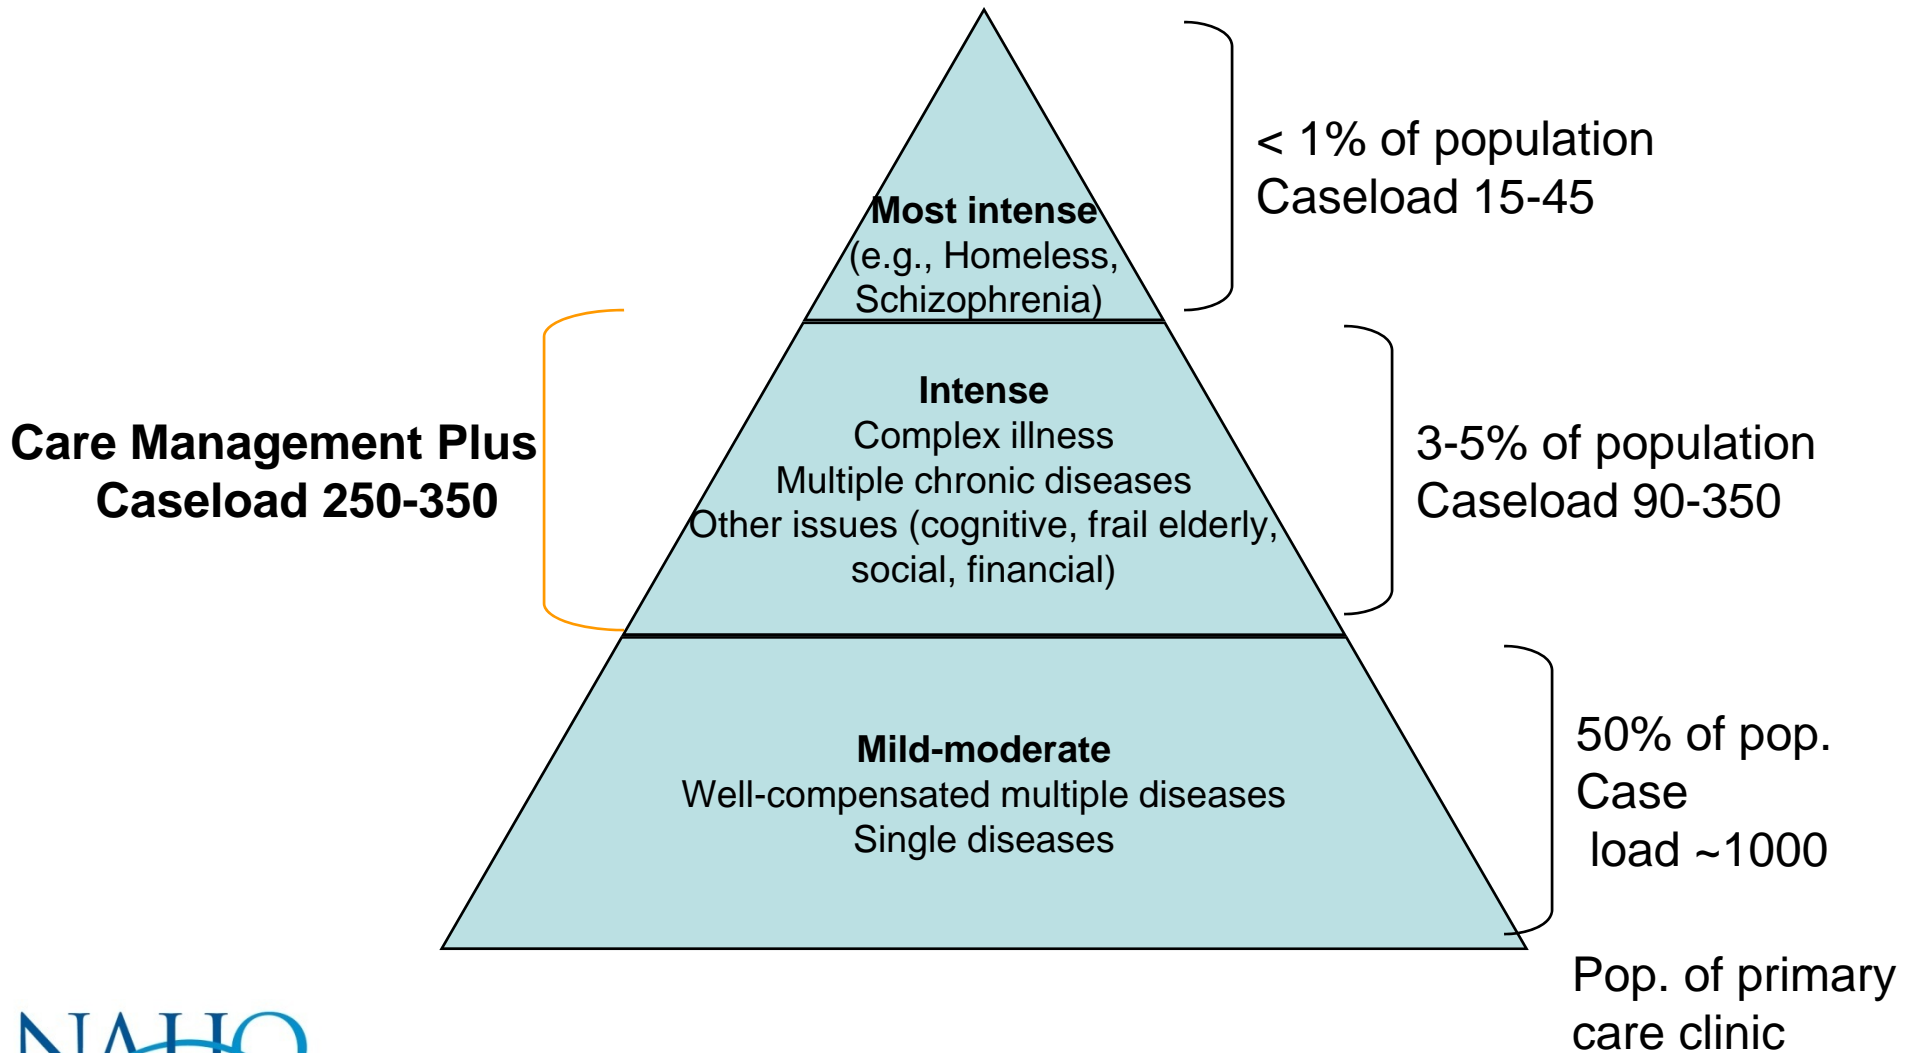 < 1% of population
Caseload 15-45
Most intense
(e.g., Homeless,
Schizophrenia)
Care Management Plus
Caseload 250-350
Intense
Complex illness
Multiple chronic diseases
Other issues (cognitive, frail elderly,
social, financial)
3-5% of population
Caseload 90-350
Mild-moderate
Well-compensated multiple diseases
Single diseases
50% of pop.
Case
load ~1000
Pop. of primary
care clinic